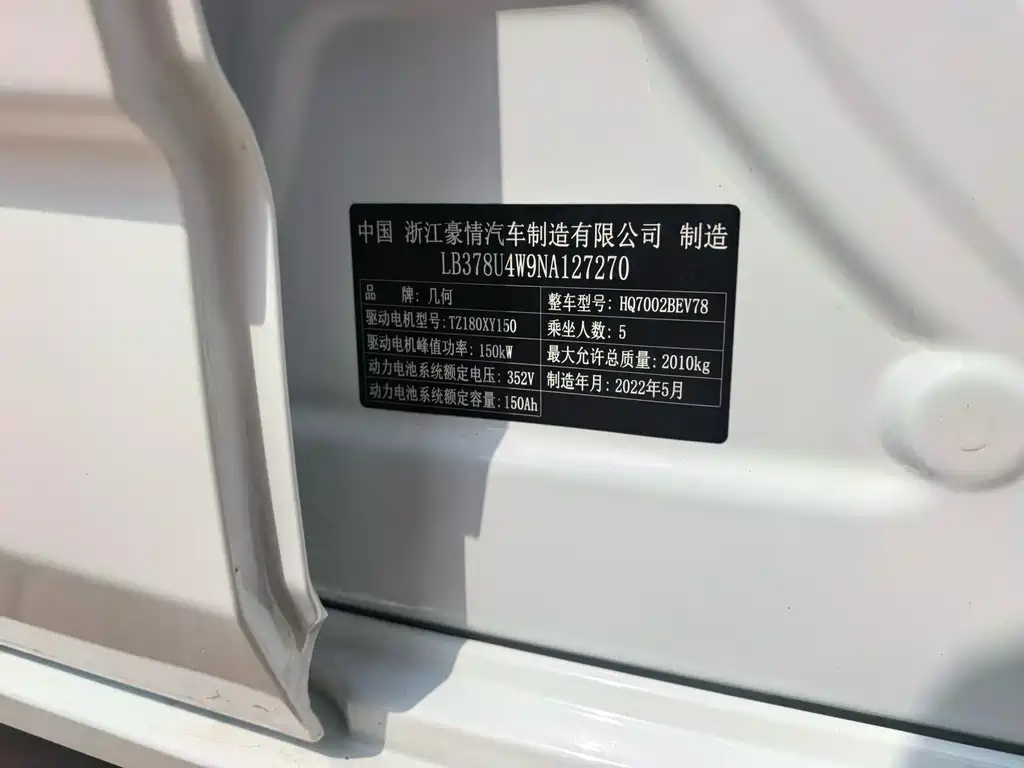 中国 浙江豪情汽车制造有限公司 制造
LB378U4W9NA127270
品 牌: 几何
驱动电机型号: TZ180XY150
驱动电机峰值功率: 150kW
动力电池系统额定电压: 352V
动力电池系统额定容量: 150Ah
整车型号: HQ7002BEV78
乘坐人数: 5
最大允许总质量: 2010kg
制造年月: 2022年5月